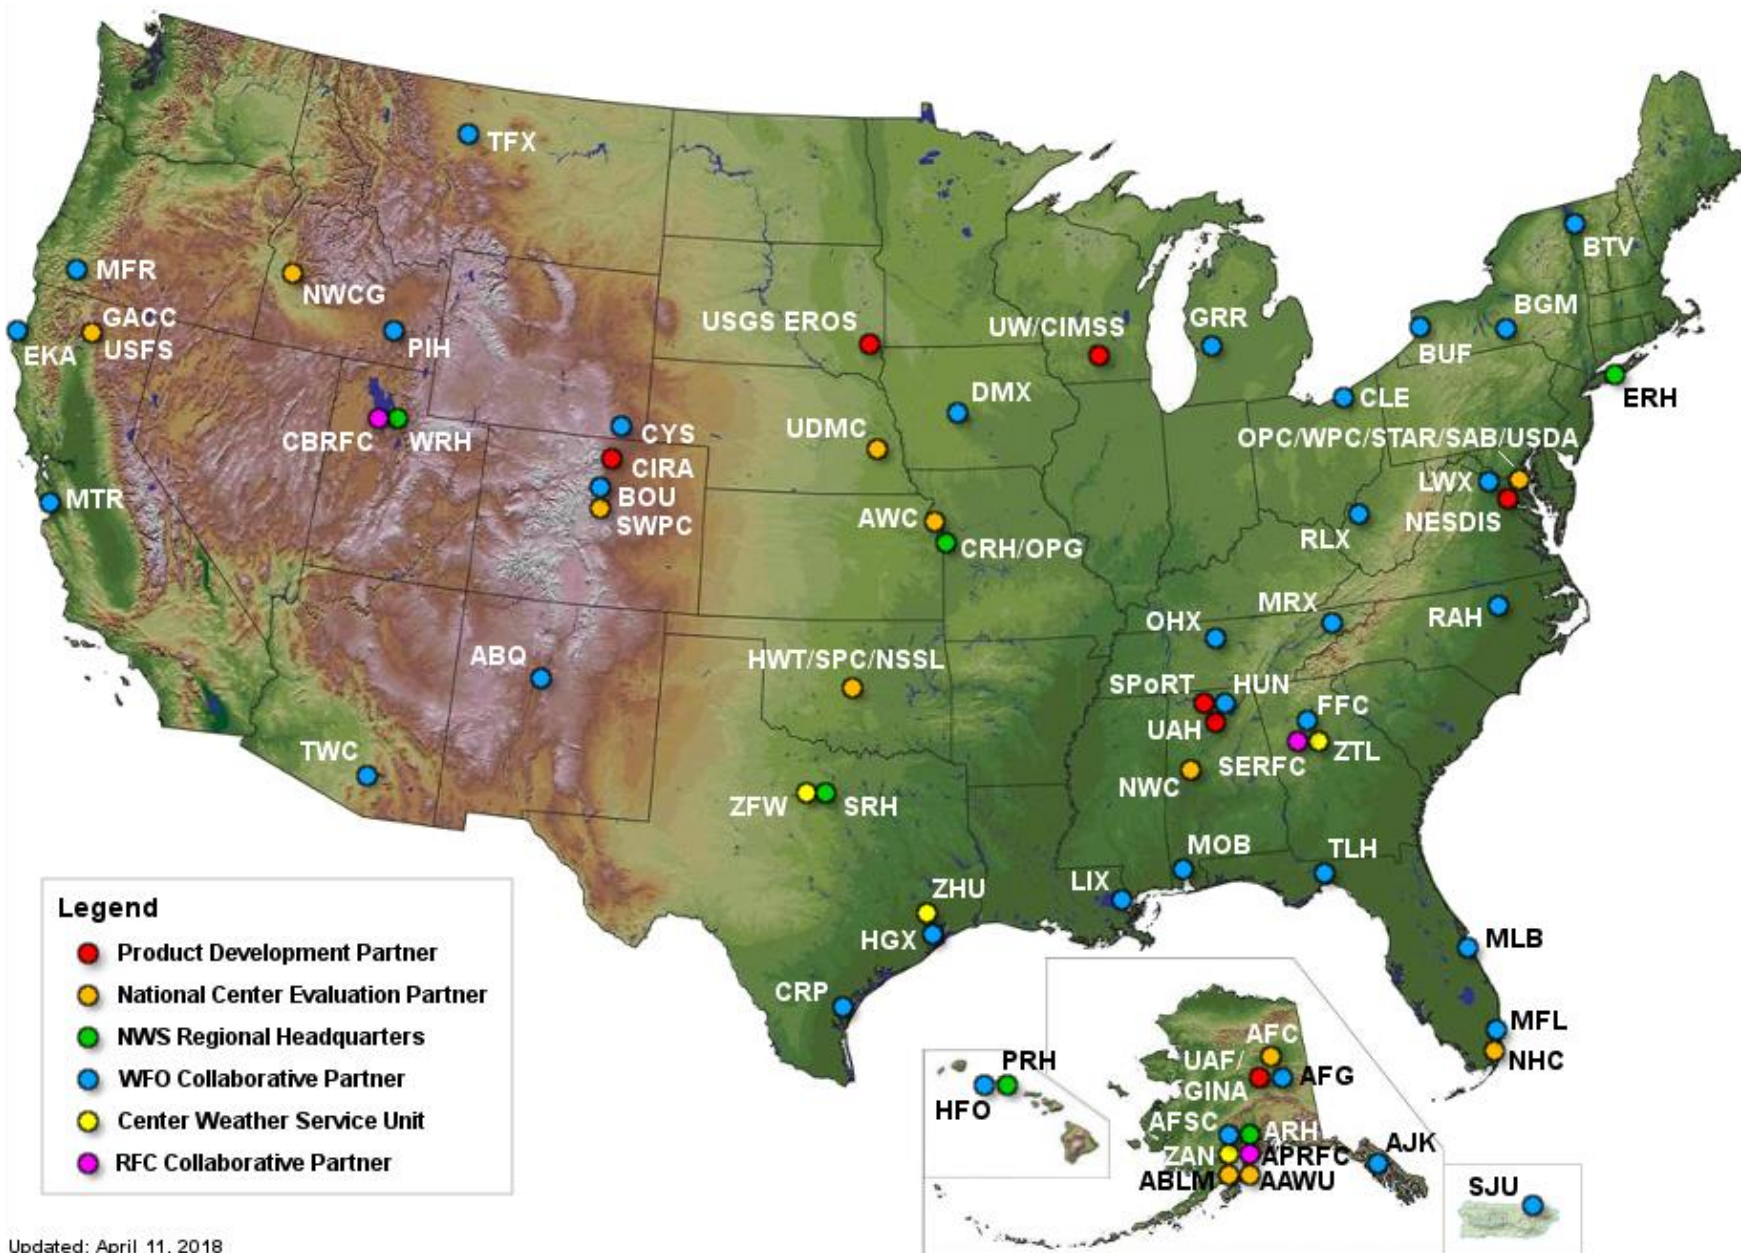 TFX
BTV
MFR
NWCG
BGM
GACC
USGS EROS
UW/CIMSS
GRR
EKA
USFS
PIH
BUF
DMX
CLE
ERH
CBRFC
WRH
CYS
UDMC
OPC/WPC/STAR/SAB/USDA
CIRA
MTR
BOU
LWX
SWPC
AWC
NESDIS
CRH/OPG
RLX
MRX
OHX
RAH
ABQ
HWT/SPC/NSSL
SPoRT
HUN
FFC
UAH
TWC
SERFC
ZTL
NWC
ZFW
SRH
MOB
TLH
LIX
ZHU
HGX
MLB
CRP
MFL
NHC
AFC
PRH
UAF/
GINA
AFG
HFO
AFSC
ARH
AJK
ZAN
APRFC
ABLM
AAWU
SJU
Legend
Product Development Partner
National Center Evaluation Partner
NWS Regional Headquarters
WFO Collaborative Partner
Center Weather Service Unit
RFC Collaborative Partner
Updated: April 11, 2018